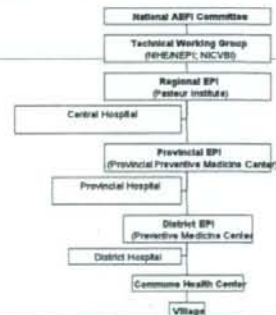 National AEFI Committee
Technical Working Group
(NIHE/NEPI; NICVBI)
Regional EPI
(Pasteur Institute)
Central Hospital
Provincial EPI
(Provincial Preventive Medicine Center)
Provincial Hospital
District EPI
(Preventive Medicine Center
District Hospital
Commune Health Center
Village